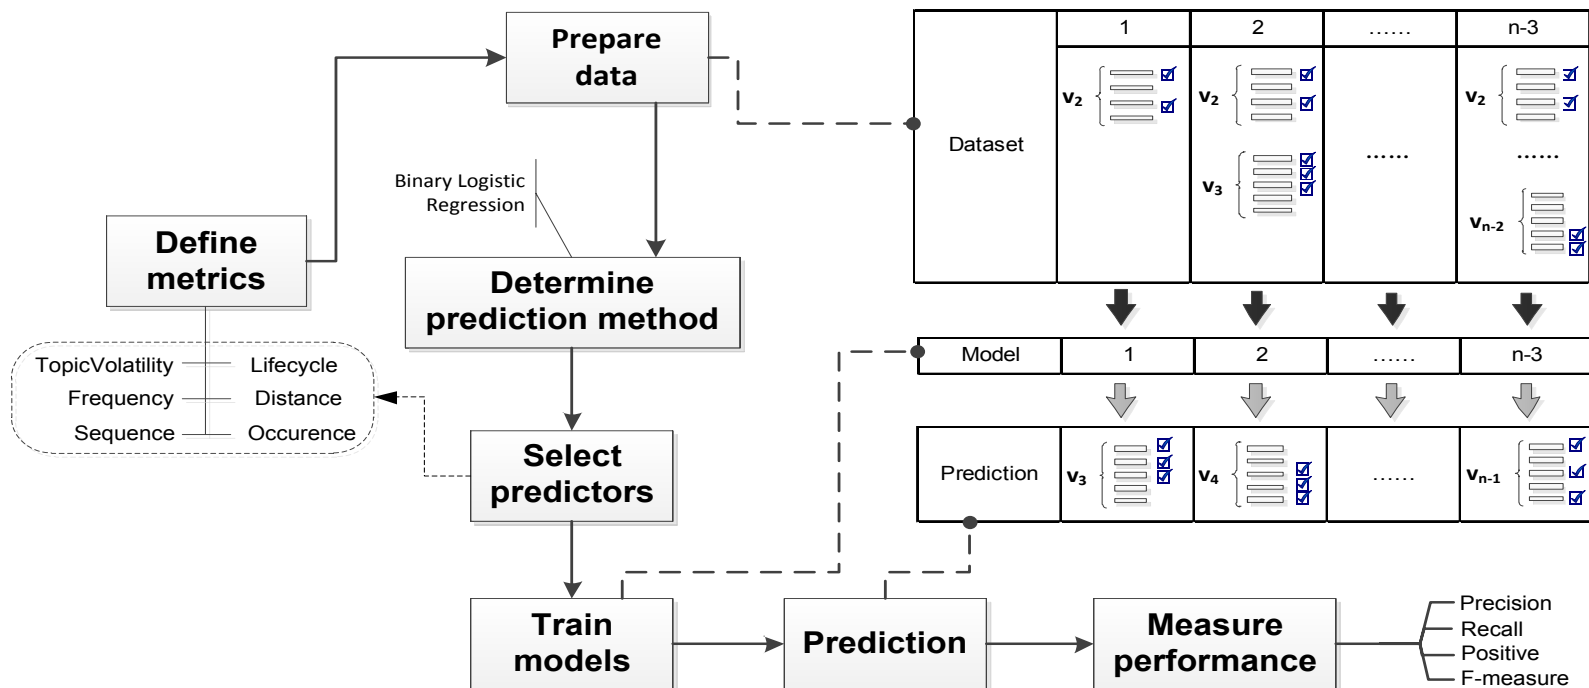 Prepare
data
Binary Logistic
Regression
Define
metrics
Determine
prediction method
TopicVolatility
Lifecycle
Frequency
Distance
Sequence
Occurence
Select
predictors
Train
models
Prediction
Measure
performance
Precision
Recall
Positive
F-measure
1 2 ...... n-3
Dataset
v2 v2 v2
v3 ...... ......
vn-2
Model 1 2 ...... n-3
Prediction v3 v4 ...... vn-1